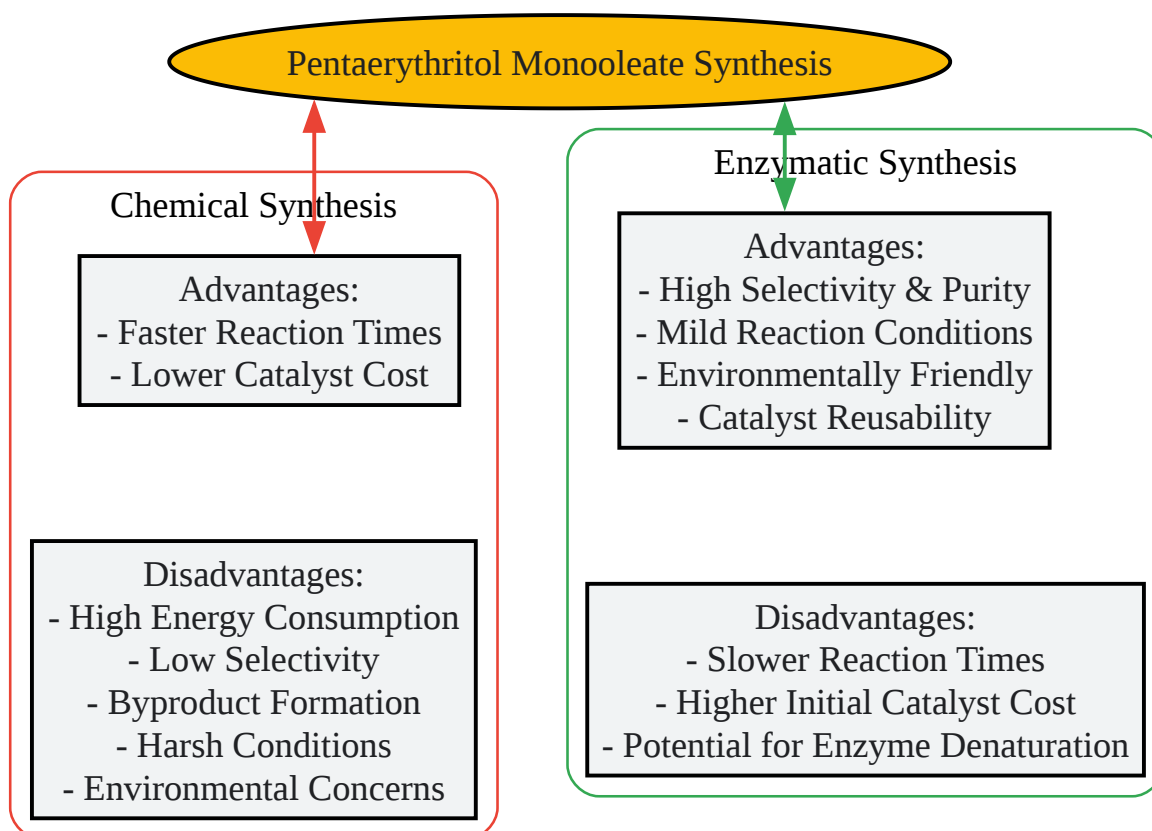 Pentaerythritol Monooleate Synthesis
Chemical Synthesis
Advantages:
- Faster Reaction Times
- Lower Catalyst Cost
Disadvantages:
- High Energy Consumption
- Low Selectivity
- Byproduct Formation
- Harsh Conditions
- Environmental Concerns
Enzymatic Synthesis
Advantages:
- High Selectivity & Purity
- Mild Reaction Conditions
- Environmentally Friendly
- Catalyst Reusability
Disadvantages:
- Slower Reaction Times
- Higher Initial Catalyst Cost
- Potential for Enzyme Denaturation